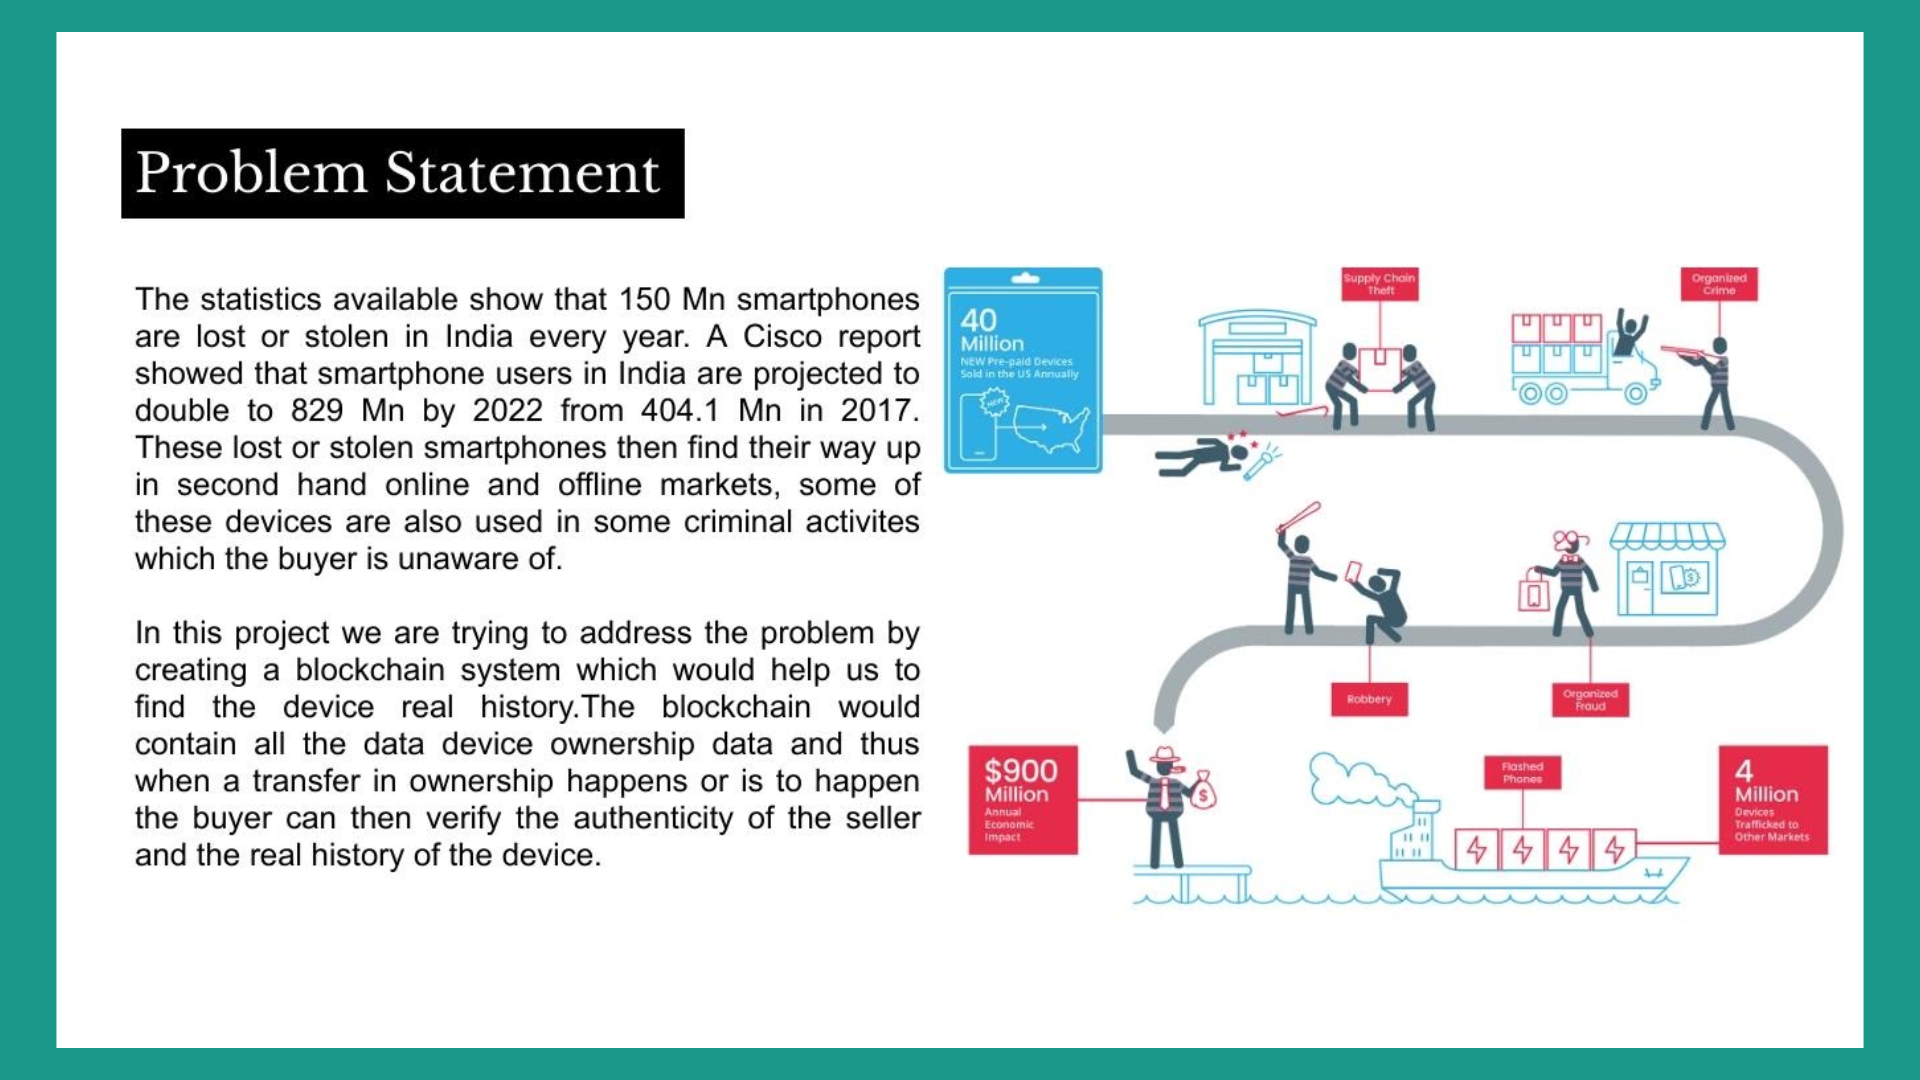 Problem Statement
The statistics available show that 150 Mn smartphones
are lost or stolen in India every year. A Cisco report
showed that smartphone users in India are projected to
double to 829 Mn by 2022 from 404.1 Mn in 2017.
These lost or stolen smartphones then find their way up
in second hand online and offline markets, some of
these devices are also used in some criminal activites
which the buyer is unaware of.
In this project we are trying to address the problem by
creating a blockchain system which would help us to
find the device real history.The blockchain would
contain all the data device ownership data and thus
when a transfer in ownership happens or is to happen
the buyer can then verify the authenticity of the seller
and the real history of the device.
40
Million
NEW Pre-paid Devices
Sold in the US Annually
NEW
Supply Chain
Theft
Organized
Crime
Robbery
Organized
Fraud
$900
Million
Annual
Economic
Impact
$
Flashed
Phones
4
Million
Devices
Trafficked to
Other Markets